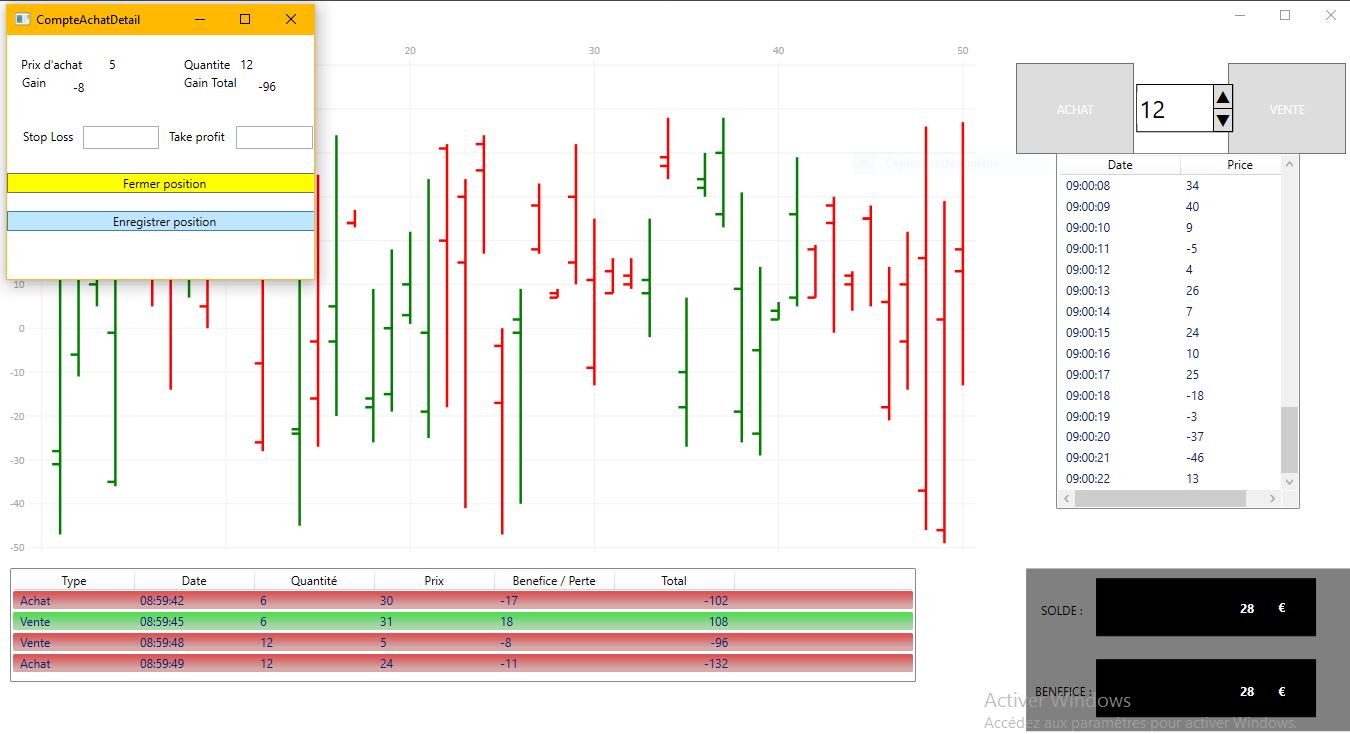 CompteAchatDetail
Prix d'achat 5 Quantite 12
Gain -8 Gain Total -96
Stop Loss Take profit
Fermer position
Enregistrer position
20 30 40 50
10
0
-10
-20
-30
-40
-50
ACHAT 12 VENTE
Date Price
09:00:08 34
09:00:09 40
09:00:10 9
09:00:11 -5
09:00:12 4
09:00:13 26
09:00:14 7
09:00:15 24
09:00:16 10
09:00:17 25
09:00:18 -18
09:00:19 -3
09:00:20 -37
09:00:21 -46
09:00:22 13
Type Date Quantité Prix Benefice / Perte Total
Achat 08:59:42 6 30 -17 -102
Vente 08:59:45 6 31 18 108
Vente 08:59:48 12 5 -8 -96
Achat 08:59:49 12 24 -11 -132
SOLDE : 28 €
BENEFICE : 28 €
Activer Windows
Accédez aux paramètres pour activer Windows.